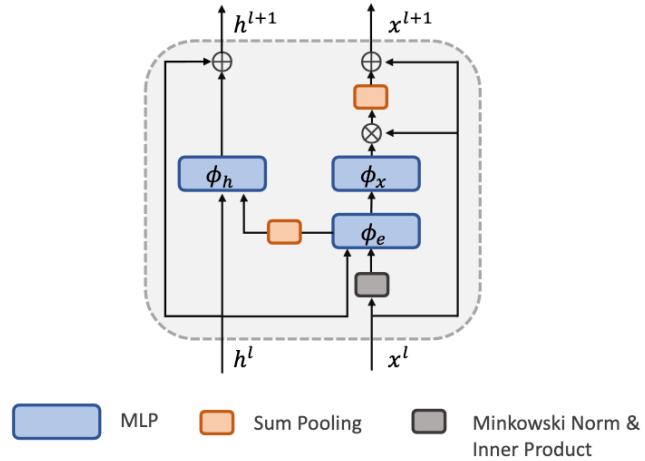 h^{l+1} x^{l+1}
ϕ_h ϕ_x
ϕ_e
h^l x^l
MLP Sum Pooling Minkowski Norm &
Inner Product